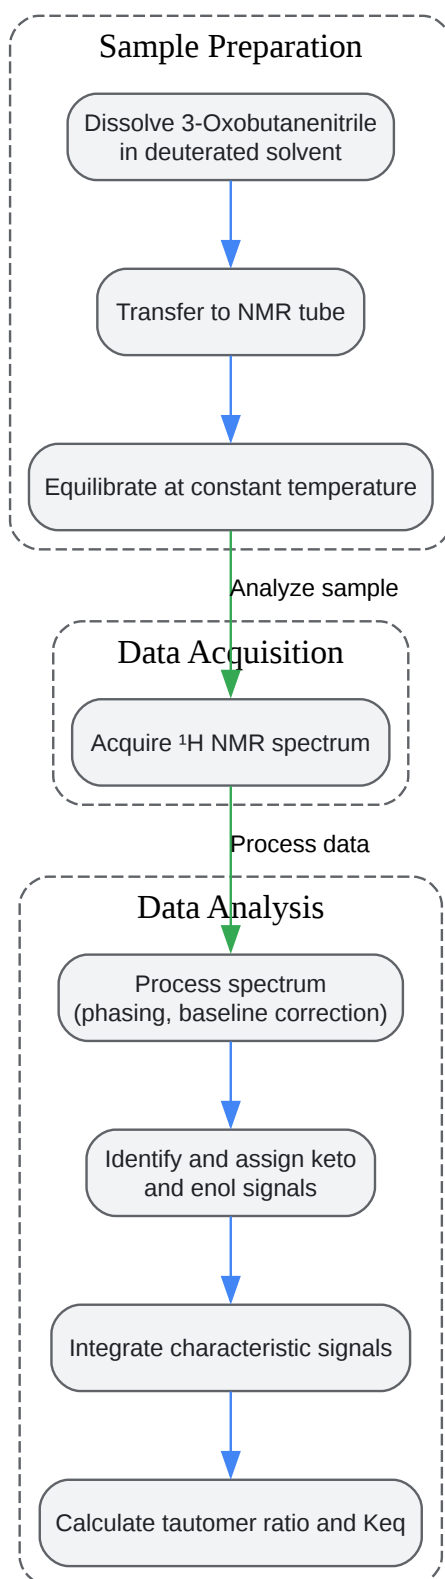 Sample Preparation
Dissolve 3-Oxobutanenitrile
in deuterated solvent
Transfer to NMR tube
Equilibrate at constant temperature
Analyze sample
Data Acquisition
Acquire ¹H NMR spectrum
Process data
Data Analysis
Process spectrum
(phasing, baseline correction)
Identify and assign keto
and enol signals
Integrate characteristic signals
Calculate tautomer ratio and Keq